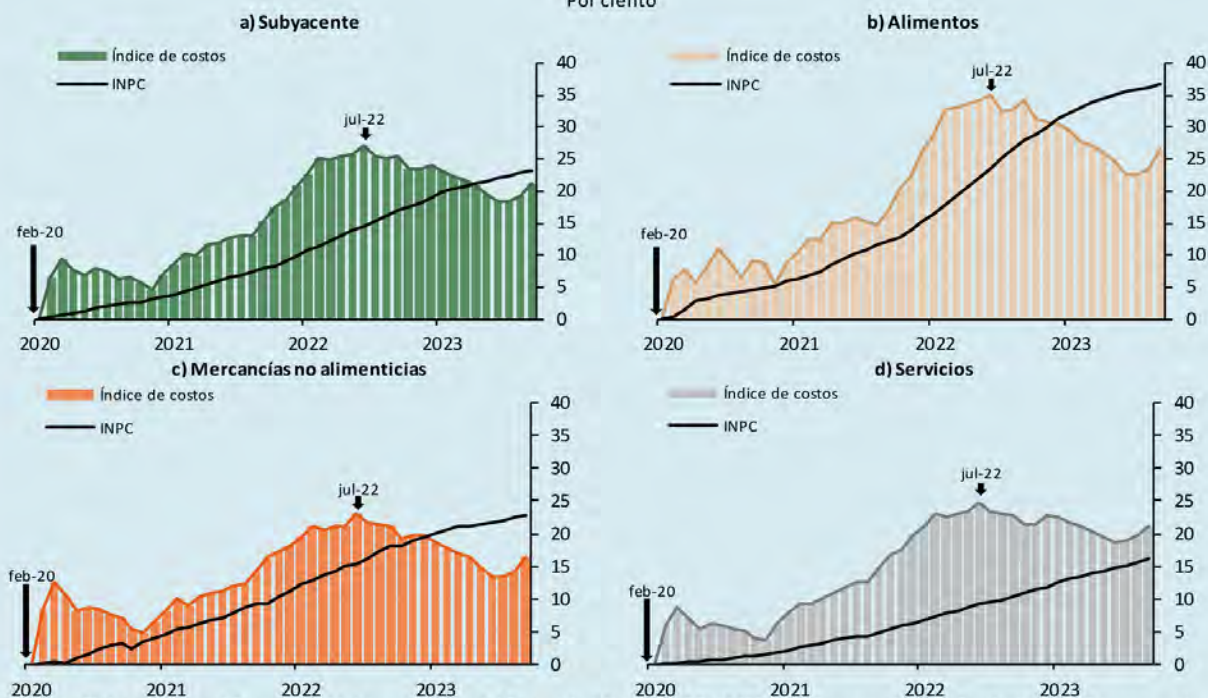 Por ciento
a) Subyacente
Índice de costos
INPC
jul-22
feb-20
40
35
30
25
20
15
10
5
0
2020
2021
2022
2023
b) Alimentos
Índice de costos
INPC
jul-22
feb-20
40
35
30
25
20
15
10
5
0
2020
2021
2022
2023
c) Mercancías no alimenticias
Índice de costos
INPC
jul-22
feb-20
40
35
30
25
20
15
10
5
0
2020
2021
2022
2023
d) Servicios
Índice de costos
INPC
jul-22
feb-20
40
35
30
25
20
15
10
5
0
2020
2021
2022
2023